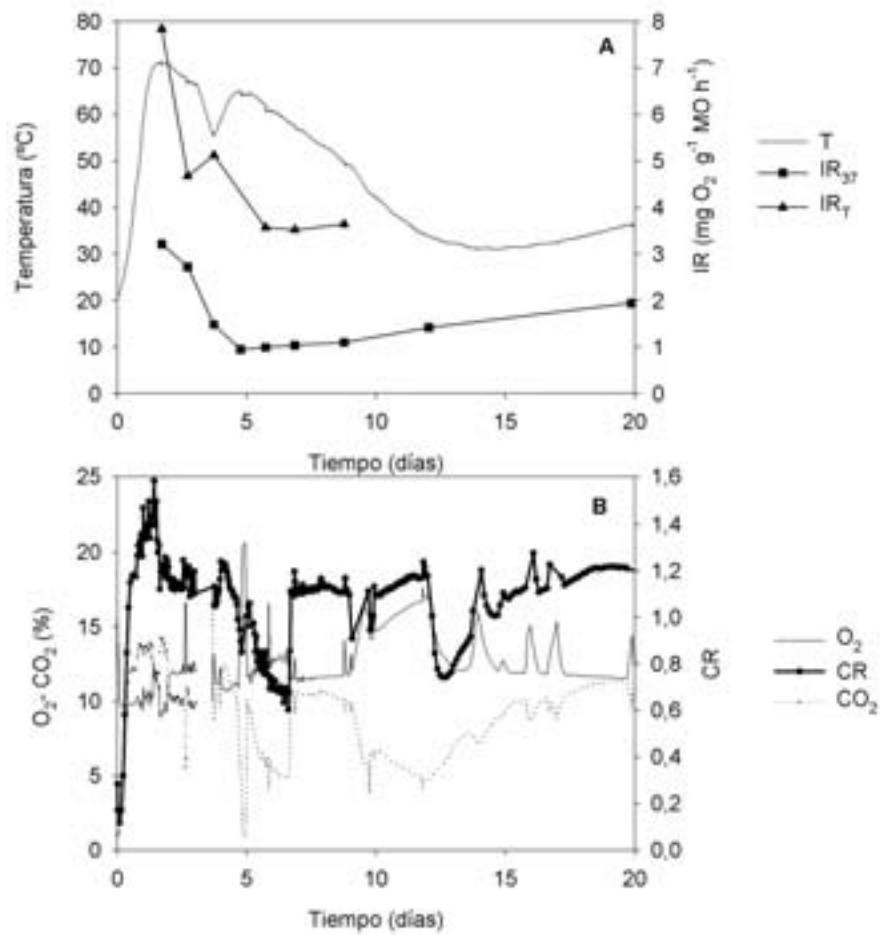 A
80
70
60
50
40
30
20
10
0
Temperatura (ºC)
8
7
6
5
4
3
2
1
0
IR (mg O₂ g⁻¹ MO h⁻¹)
0 5 10 15 20
Tiempo (días)
T
IR₃₇
IR_T
B
25
20
15
10
5
0
O₂- CO₂ (%)
1,6
1,4
1,2
1,0
0,8
0,6
0,4
0,2
0,0
CR
0 5 10 15 20
Tiempo (días)
O₂
CR
CO₂